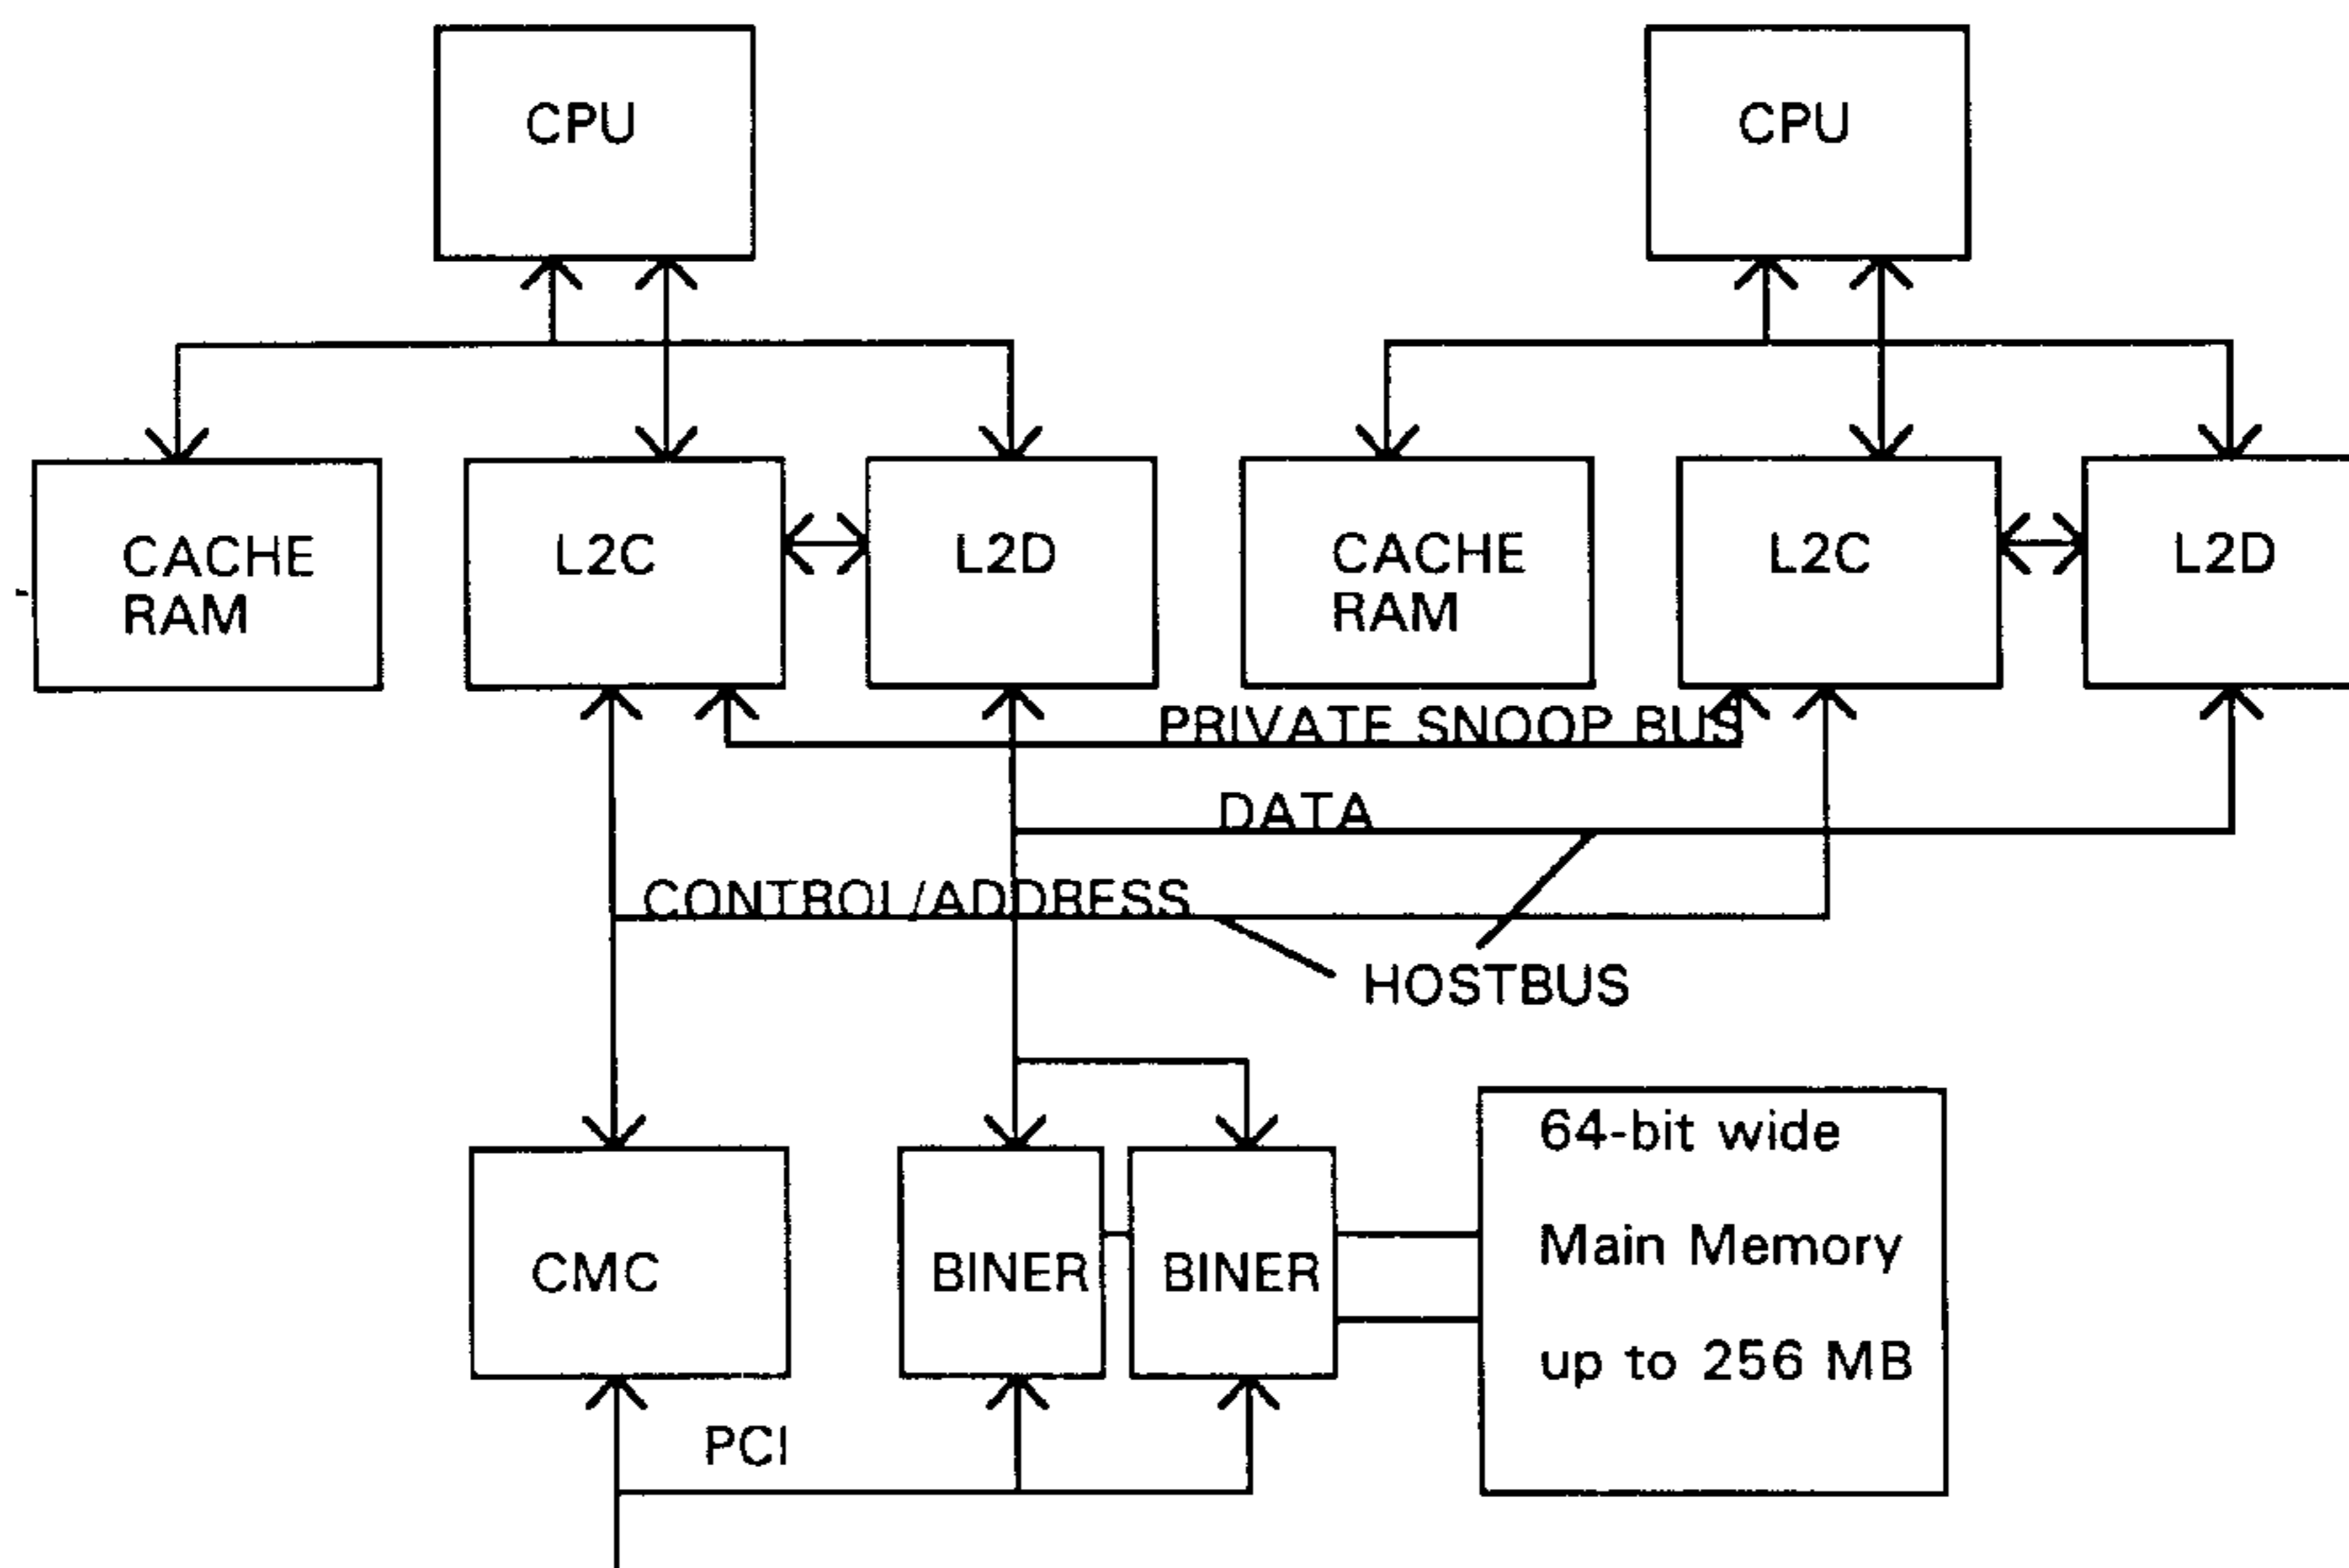 CPU
CPU
CACHE
RAM
L2C
L2D
CACHE
RAM
L2C
L2D
PRIVATE SNOOP BUS
DATA
CONTROL/ADDRESS
HOSTBUS
CMC
BINER
BINER
64-bit wide
Main Memory
up to 256 MB
PCI